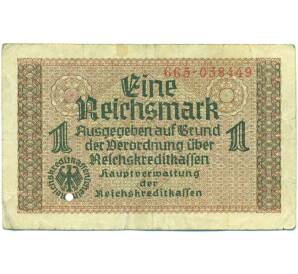 665·038449
Eine
Reichsmark
1 Ausgegeben auf Grund 1
der Verordnung über
Reichskreditkassen
Hauptverwaltung
der
Reichskreditkassen